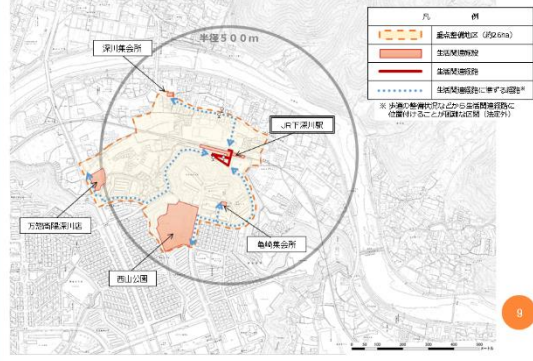 凡 例
重点整備地区（約26ha）
生活関連施設
生活関連経路
生活関連経路に準ずる経路※
※ 歩道の整備状況などから生活関連経路に
位置付けることが困難な区間（法定外）
半径500m
深川集会所
JR下深川駅
万惣高陽深川店
亀崎集会所
西山公園
9